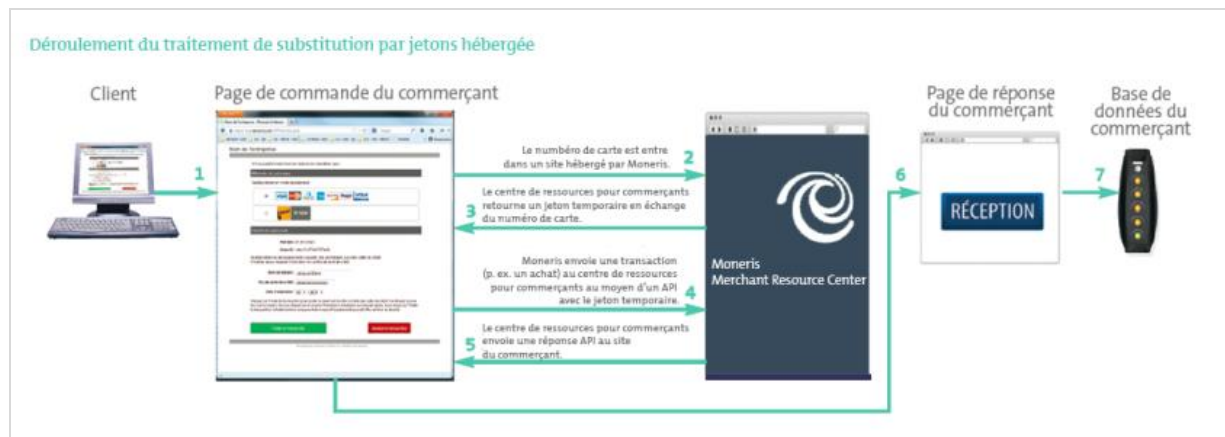 Déroulement du traitement de substitution par jetons hébergée
Client
Page de commande du commerçant
1
Le numbéro de carte est entre
dans un site hébergé par Moneris.
2
Le centre de ressources pour commerçants
retourne un jeton temporaire en échange
du numéro de carte.
3
Moneris envoie une transaction
(p. ex. un achat) au centre de ressources
pour commerçants au moyen d'un API
avec le jeton temporaire.
4
Le centre de ressources pour commerçants
envoie une réponse API au site
du commerçant.
5
Moneris
Merchant Resource Center
Page de réponse
du commerçant
6
RÉCEPTION
7
Base de
données du
commerçant